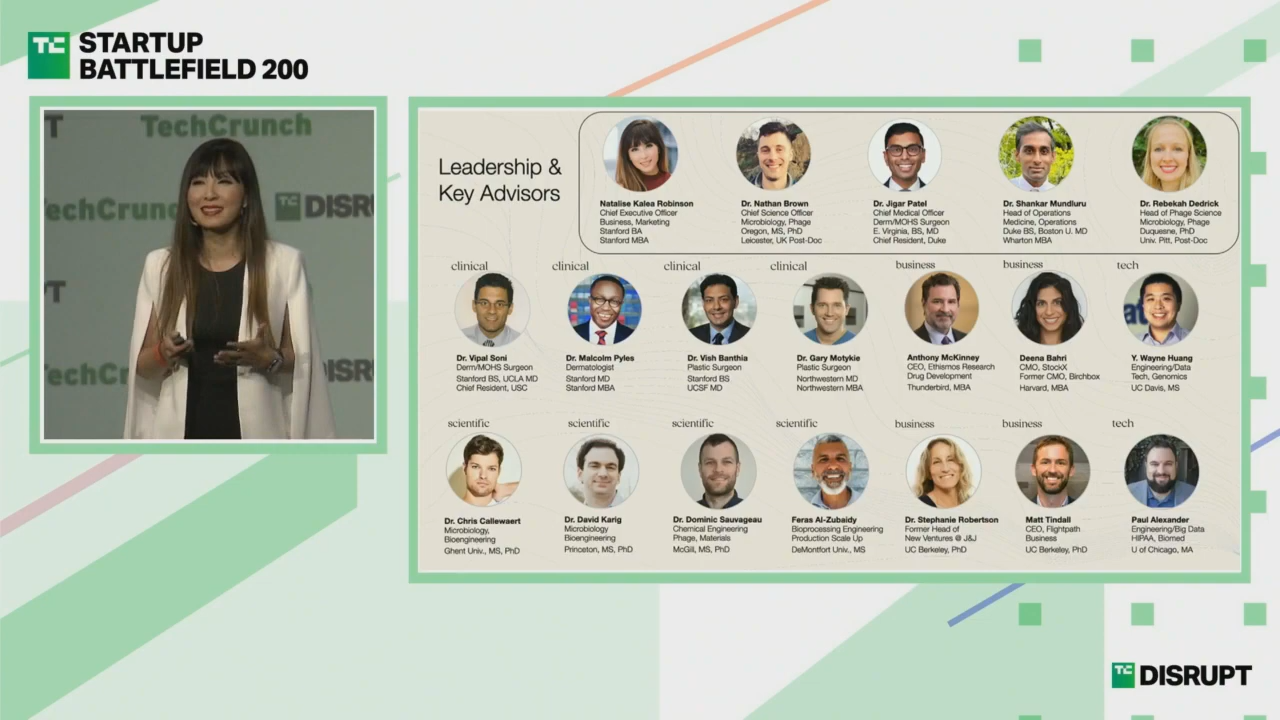 TC STARTUP
BATTLEFIELD 200
TechCrunch
TC DISR
Leadership &
Key Advisors
Natalise Kalea Robinson
Chief Executive Officer
Business, Marketing
Stanford BA
Stanford MBA
Dr. Nathan Brown
Chief Science Officer
Microbiology, Phage
Oregon, MS, PhD
Leicester, UK Post-Doc
Dr. Jigar Patel
Chief Medical Officer
Derm/MOHS Surgeon
E. Virginia, BS, MD
Chief Resident, Duke
Dr. Shankar Mundluru
Head of Operations
Medicine, Operations
Duke BS, Boston U. MD
Wharton MBA
Dr. Rebekah Dedrick
Head of Phage Science
Microbiology, Phage
Duquesne, PhD
Univ. Pitt, Post-Doc
clinical
Dr. Vipal Soni
Derm/MOHS Surgeon
Stanford BS, UCLA MD
Chief Resident, USC
clinical
Dr. Malcolm Pyles
Dermatologist
Stanford MD
Stanford MBA
clinical
Dr. Vish Banthia
Plastic Surgeon
Stanford BS
UCSF MD
clinical
Dr. Gary Motykie
Plastic Surgeon
Northwestern MD
Northwestern MBA
business
Anthony McKinney
CEO, Ethismos Research
Drug Development
Thunderbird, MBA
business
Deena Bahri
CMO, StockX
Former CMO, Birchbox
Harvard, MBA
tech
Y. Wayne Huang
Engineering/Data
Tech, Genomics
UC Davis, MS
scientific
Dr. Chris Callewaert
Microbiology,
Bioengineering
Ghent Univ., MS, PhD
scientific
Dr. David Karig
Microbiology
Bioengineering
Princeton, MS, PhD
scientific
Dr. Dominic Sauvageau
Chemical Engineering
Phage, Materials
McGill, MS, PhD
scientific
Feras Al-Zubaidy
Bioprocessing Engineering
Production Scale Up
DeMontfort Univ., MS
business
Dr. Stephanie Robertson
Former Head of
New Ventures @ J&J
UC Berkeley, PhD
business
Matt Tindall
CEO, Flightpath
Business
UC Berkeley, PhD
tech
Paul Alexander
Engineering/Big Data
HIPAA, Biomed
U of Chicago, MA
TC DISRUPT